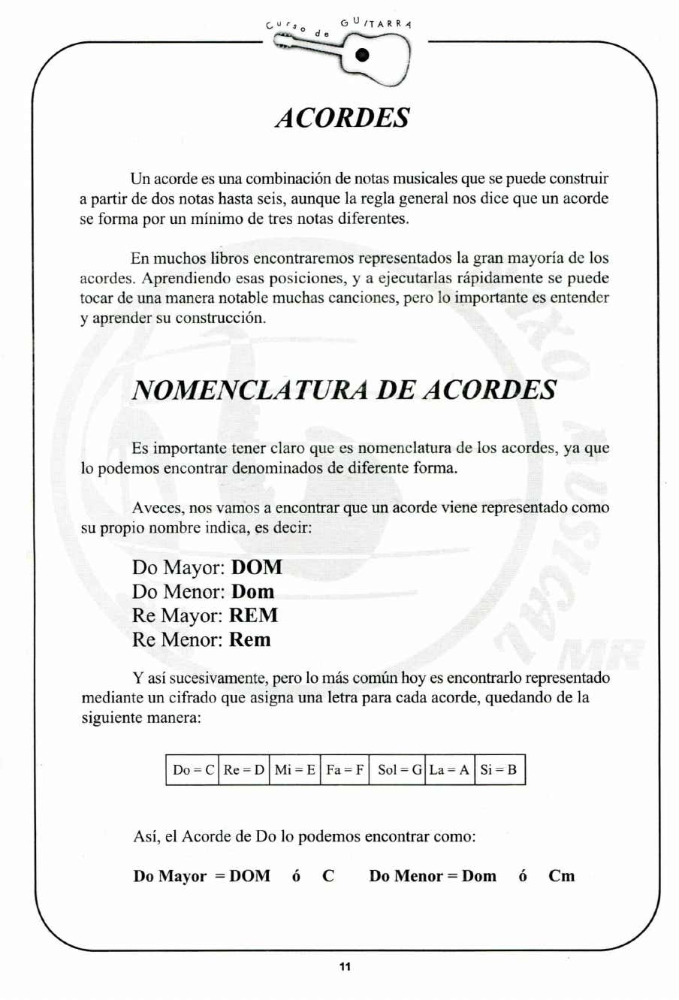 Curso de GUITARRA
ACORDES
Un acorde es una combinación de notas musicales que se puede construir
a partir de dos notas hasta seis, aunque la regla general nos dice que un acorde
se forma por un mínimo de tres notas diferentes.
En muchos libros encontraremos representados la gran mayoría de los
acordes. Aprendiendo esas posiciones, y a ejecutarlas rápidamente se puede
tocar de una manera notable muchas canciones, pero lo importante es entender
y aprender su construcción.
NOMENCLATURA DE ACORDES
Es importante tener claro que es nomenclatura de los acordes, ya que
lo podemos encontrar denominados de diferente forma.
Aveces, nos vamos a encontrar que un acorde viene representado como
su propio nombre indica, es decir:
Do Mayor: DOM
Do Menor: Dom
Re Mayor: REM
Re Menor: Rem
Y así sucesivamente, pero lo más común hoy es encontrarlo representado
mediante un cifrado que asigna una letra para cada acorde, quedando de la
siguiente manera:
Do = C Re = D Mi = E Fa = F Sol = G La = A Si = B
Así, el Acorde de Do lo podemos encontrar como:
Do Mayor = DOM ó C Do Menor = Dom ó Cm
11
SAXO MUSICAL
MR